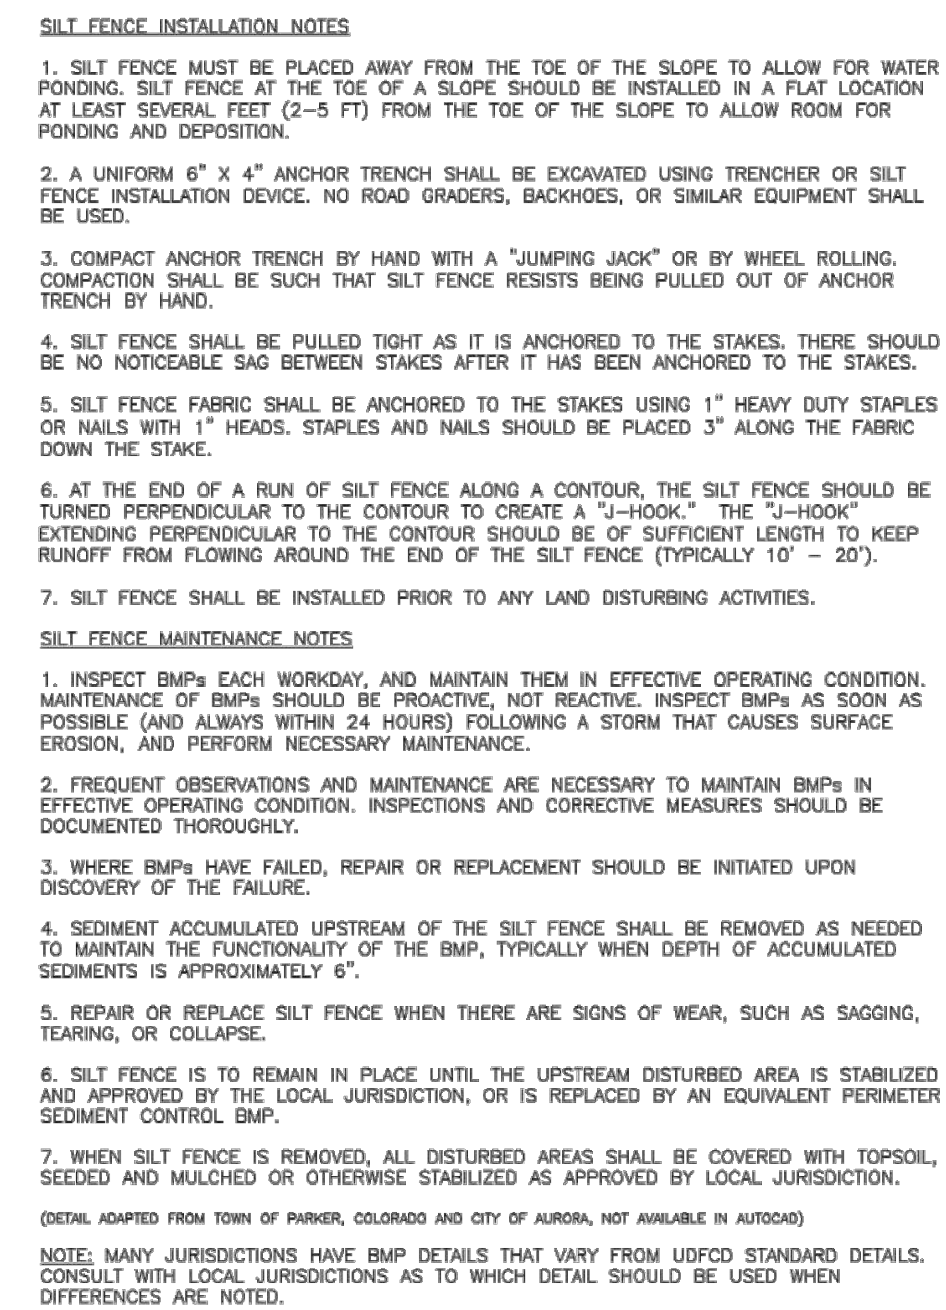 SILT FENCE INSTALLATION NOTES
1. SILT FENCE MUST BE PLACED AWAY FROM THE TOE OF THE SLOPE TO ALLOW FOR WATER
PONDING. SILT FENCE AT THE TOE OF A SLOPE SHOULD BE INSTALLED IN A FLAT LOCATION
AT LEAST SEVERAL FEET (2-5 FT) FROM THE TOE OF THE SLOPE TO ALLOW ROOM FOR
PONDING AND DEPOSITION.
2. A UNIFORM 6" X 4" ANCHOR TRENCH SHALL BE EXCAVATED USING TRENCHER OR SILT
FENCE INSTALLATION DEVICE. NO ROAD GRADERS, BACKHOES, OR SIMILAR EQUIPMENT SHALL
BE USED.
3. COMPACT ANCHOR TRENCH BY HAND WITH A "JUMPING JACK" OR BY WHEEL ROLLING.
COMPACTION SHALL BE SUCH THAT SILT FENCE RESISTS BEING PULLED OUT OF ANCHOR
TRENCH BY HAND.
4. SILT FENCE SHALL BE PULLED TIGHT AS IT IS ANCHORED TO THE STAKES. THERE SHOULD
BE NO NOTICEABLE SAG BETWEEN STAKES AFTER IT HAS BEEN ANCHORED TO THE STAKES.
5. SILT FENCE FABRIC SHALL BE ANCHORED TO THE STAKES USING 1" HEAVY DUTY STAPLES
OR NAILS WITH 1" HEADS. STAPLES AND NAILS SHOULD BE PLACED 3" ALONG THE FABRIC
DOWN THE STAKE.
6. AT THE END OF A RUN OF SILT FENCE ALONG A CONTOUR, THE SILT FENCE SHOULD BE
TURNED PERPENDICULAR TO THE CONTOUR TO CREATE A "J-HOOK." THE "J-HOOK"
EXTENDING PERPENDICULAR TO THE CONTOUR SHOULD BE OF SUFFICIENT LENGTH TO KEEP
RUNOFF FROM FLOWING AROUND THE END OF THE SILT FENCE (TYPICALLY 10' - 20').
7. SILT FENCE SHALL BE INSTALLED PRIOR TO ANY LAND DISTURBING ACTIVITIES.
SILT FENCE MAINTENANCE NOTES
1. INSPECT BMPs EACH WORKDAY, AND MAINTAIN THEM IN EFFECTIVE OPERATING CONDITION.
MAINTENANCE OF BMPs SHOULD BE PROACTIVE, NOT REACTIVE. INSPECT BMPs AS SOON AS
POSSIBLE (AND ALWAYS WITHIN 24 HOURS) FOLLOWING A STORM THAT CAUSES SURFACE
EROSION, AND PERFORM NECESSARY MAINTENANCE.
2. FREQUENT OBSERVATIONS AND MAINTENANCE ARE NECESSARY TO MAINTAIN BMPs IN
EFFECTIVE OPERATING CONDITION. INSPECTIONS AND CORRECTIVE MEASURES SHOULD BE
DOCUMENTED THOROUGHLY.
3. WHERE BMPs HAVE FAILED, REPAIR OR REPLACEMENT SHOULD BE INITIATED UPON
DISCOVERY OF THE FAILURE.
4. SEDIMENT ACCUMULATED UPSTREAM OF THE SILT FENCE SHALL BE REMOVED AS NEEDED
TO MAINTAIN THE FUNCTIONALITY OF THE BMP, TYPICALLY WHEN DEPTH OF ACCUMULATED
SEDIMENTS IS APPROXIMATELY 6".
5. REPAIR OR REPLACE SILT FENCE WHEN THERE ARE SIGNS OF WEAR, SUCH AS SAGGING,
TEARING, OR COLLAPSE.
6. SILT FENCE IS TO REMAIN IN PLACE UNTIL THE UPSTREAM DISTURBED AREA IS STABILIZED
AND APPROVED BY THE LOCAL JURISDICTION, OR IS REPLACED BY AN EQUIVALENT PERIMETER
SEDIMENT CONTROL BMP.
7. WHEN SILT FENCE IS REMOVED, ALL DISTURBED AREAS SHALL BE COVERED WITH TOPSOIL,
SEEDED AND MULCHED OR OTHERWISE STABILIZED AS APPROVED BY LOCAL JURISDICTION.
(DETAIL ADAPTED FROM TOWN OF PARKER, COLORADO AND CITY OF AURORA, NOT AVAILABLE IN AUTOCAD)
NOTE: MANY JURISDICTIONS HAVE BMP DETAILS THAT VARY FROM UDFCD STANDARD DETAILS.
CONSULT WITH LOCAL JURISDICTIONS AS TO WHICH DETAIL SHOULD BE USED WHEN
DIFFERENCES ARE NOTED.